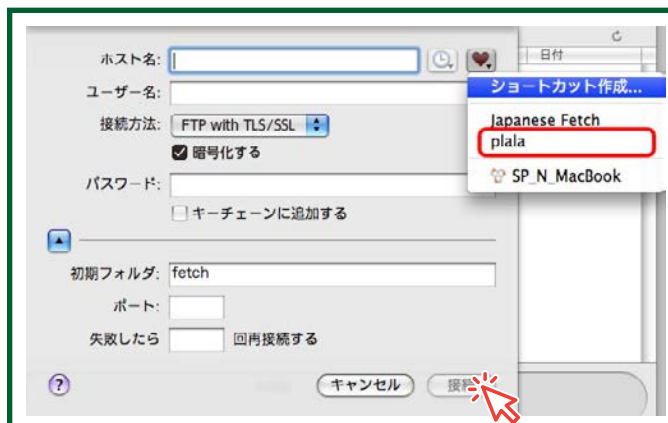 日付
ホスト名:
ショートカット作成...
ユーザー名:
Japanese Fetch
接続方法: FTP with TLS/SSL
plala
暗号化する
SP_N_MacBook
パスワード:
キーチェーンに追加する
初期フォルダ: fetch
ポート:
失敗したら 回再接続する
? キャンセル 接続